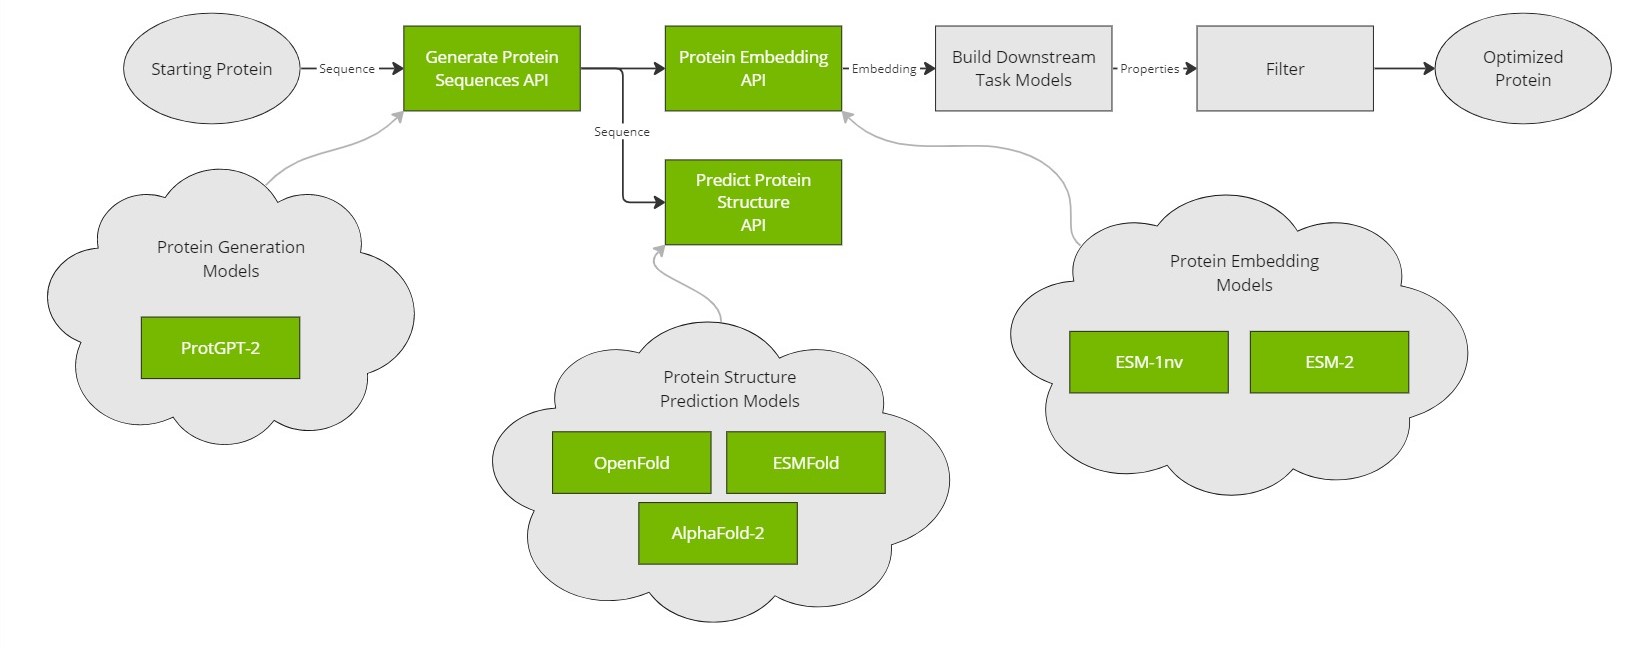 Starting Protein
Sequence
Generate Protein
Sequences API
Protein Embedding
API
Embedding
Build Downstream
Task Models
Properties
Filter
Optimized
Protein
Sequence
Predict Protein
Structure
API
Protein Generation
Models
ProtGPT-2
Protein Structure
Prediction Models
OpenFold
ESMFold
AlphaFold-2
Protein Embedding
Models
ESM-1nv
ESM-2